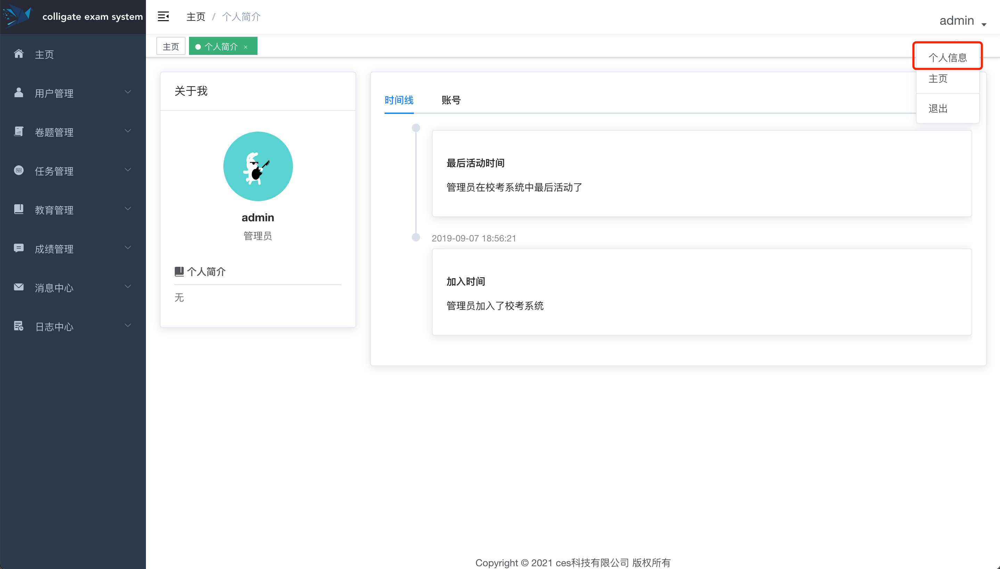 colligate exam system
主页 / 个人简介
admin
主页
个人简介 ×
个人信息
主页
退出
主页
用户管理
卷题管理
任务管理
教育管理
成绩管理
消息中心
日志中心
关于我
admin
管理员
个人简介
无
时间线
账号
最后活动时间
管理员在校考系统中最后活动了
2019-09-07 18:56:21
加入时间
管理员加入了校考系统
Copyright © 2021 ces科技有限公司 版权所有